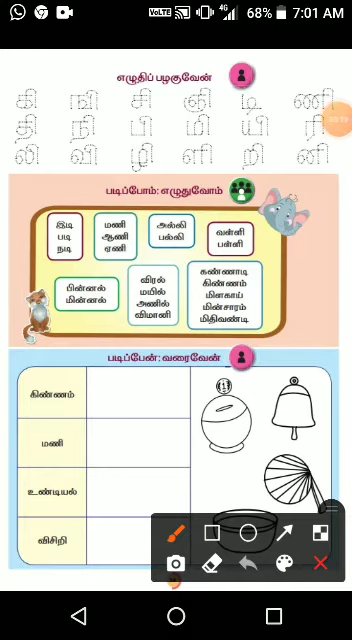 VoLTE 4G 68% 7:01 AM
எழுதிப் பழகுவேன்
கி ஙி சி ஞி டி ணி
தி நி பி மி யி ரி
லி வி ழி ளி றி னி
படிப்போம்: எழுதுவோம்
இடி
படி
நடி
மணி
ஆணி
ஏணி
அல்லி
பல்லி
வள்ளி
பள்ளி
பின்னல்
மின்னல்
விரல்
மயில்
அணில்
விமானி
கண்ணாடி
கிண்ணம்
மிளகாய்
மின்சாரம்
மிதிவண்டி
படிப்பேன்: வரைவேன்
கிண்ணம்
மணி
உண்டியல்
விசிறி